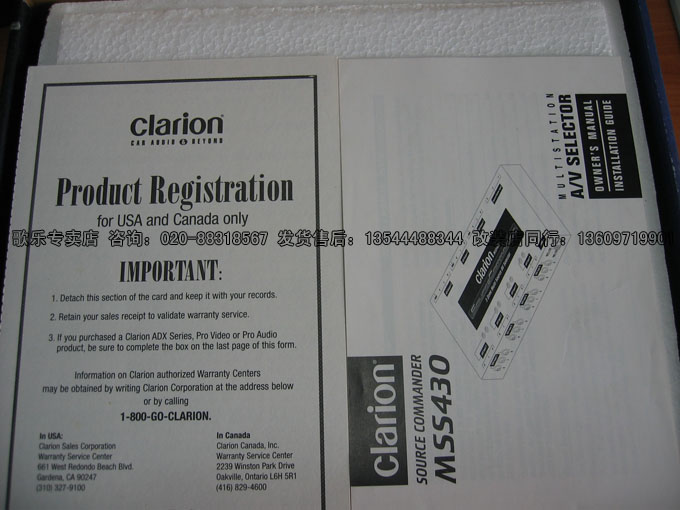 clarion
CAR AUDIO & BEYOND
Product Registration
for USA and Canada only
IMPORTANT:
1. Detach this section of the card and keep it with your records.
2. Retain your sales receipt to validate warranty service.
3. If you purchased a Clarion ADX Series, Pro Video or Pro Audio
product, be sure to complete the box on the last page of this form.
Information on Clarion authorized Warranty Centers
may be obtained by writing Clarion Corporation at the address below
or by calling
1-800-GO-CLARION.
In USA:
Clarion Sales Corporation
Warranty Service Center
661 West Redondo Beach Blvd.
Gardena, CA 90247
(310) 327-9100
In Canada
Clarion Canada, Inc.
Warranty Service Center
2239 Winston Park Drive
Oakville, Ontario L6H 5R1
(416) 829-4600
歌乐专卖店 咨询：020-88318567 发货售后：13544488344 改装店同行：13609719901
clarion
SOURCE COMMANDER
MSS430
MULTISTATION
A/V SELECTOR
OWNER'S MANUAL
INSTALLATION GUIDE
clarion